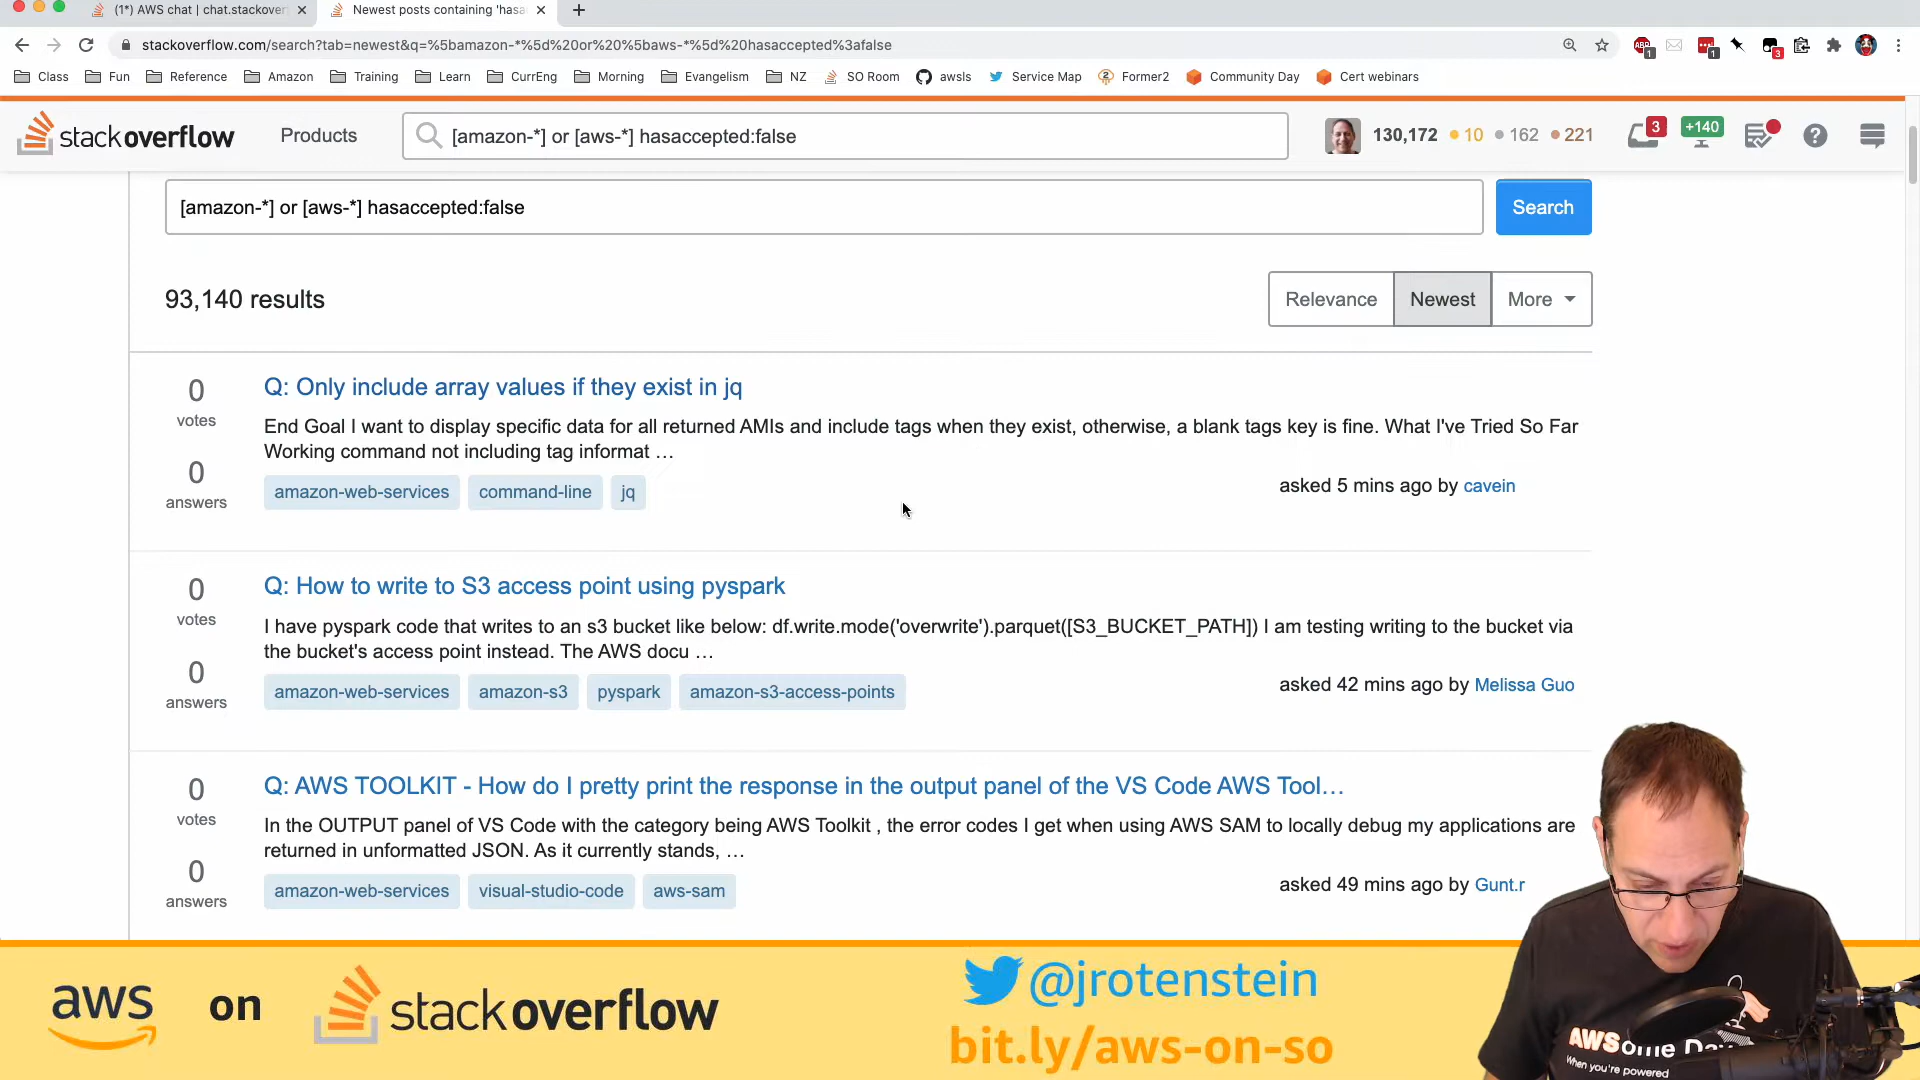 (1*) AWS chat | chat.stackover
Newest posts containing 'hasa
stackoverflow.com/search?tab=newest&q=%5bamazon-*%5d%20or%20%5baws-*%5d%20hasaccepted%3afalse
ABP 1 1 3
Class Fun Reference Amazon Training Learn CurrEng Morning Evangelism NZ SO Room awsls Service Map Former2 Community Day Cert webinars
stackoverflow Products [amazon-*] or [aws-*] hasaccepted:false 130,172 10 162 221 3 +140
[amazon-*] or [aws-*] hasaccepted:false Search
93,140 results Relevance Newest More
0 votes
0 answers
Q: Only include array values if they exist in jq
End Goal I want to display specific data for all returned AMIs and include tags when they exist, otherwise, a blank tags key is fine. What I've Tried So Far
Working command not including tag informat …
amazon-web-services command-line jq
asked 5 mins ago by cavein
0 votes
0 answers
Q: How to write to S3 access point using pyspark
I have pyspark code that writes to an s3 bucket like below: df.write.mode('overwrite').parquet([S3_BUCKET_PATH]) I am testing writing to the bucket via
the bucket's access point instead. The AWS docu …
amazon-web-services amazon-s3 pyspark amazon-s3-access-points
asked 42 mins ago by Melissa Guo
0 votes
0 answers
Q: AWS TOOLKIT - How do I pretty print the response in the output panel of the VS Code AWS Tool…
In the OUTPUT panel of VS Code with the category being AWS Toolkit , the error codes I get when using AWS SAM to locally debug my applications are
returned in unformatted JSON. As it currently stands, …
amazon-web-services visual-studio-code aws-sam
asked 49 mins ago by Gunt.r
aws on stackoverflow
@jrotenstein
bit.ly/aws-on-so
AWSome Day
When you're powered